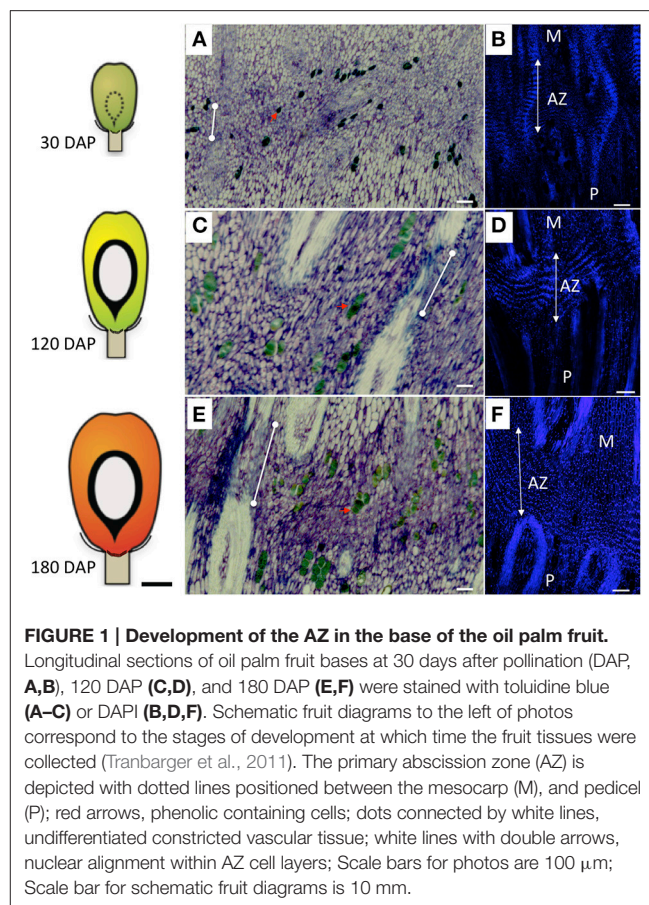 A
B
M
AZ
P
30 DAP
C
D
M
AZ
P
120 DAP
E
F
M
AZ
P
180 DAP
FIGURE 1 | Development of the AZ in the base of the oil palm fruit.
Longitudinal sections of oil palm fruit bases at 30 days after pollination (DAP,
A,B), 120 DAP (C,D), and 180 DAP (E,F) were stained with toluidine blue
(A–C) or DAPI (B,D,F). Schematic fruit diagrams to the left of photos
correspond to the stages of development at which time the fruit tissues were
collected (Tranbarger et al., 2011). The primary abscission zone (AZ) is
depicted with dotted lines positioned between the mesocarp (M), and pedicel
(P); red arrows, phenolic containing cells; dots connected by white lines,
undifferentiated constricted vascular tissue; white lines with double arrows,
nuclear alignment within AZ cell layers; Scale bars for photos are 100 μm;
Scale bar for schematic fruit diagrams is 10 mm.